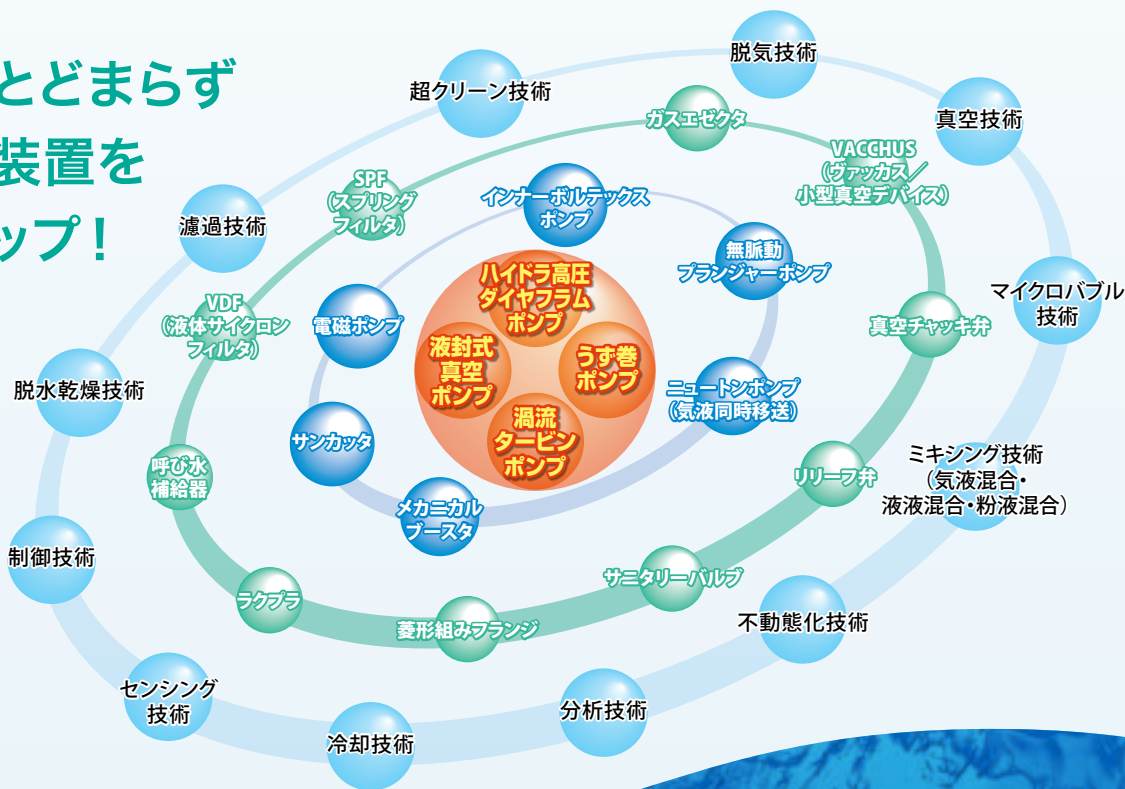 とどまらず
装置を
ップ！
超クリーン技術
脱気技術
真空技術
マイクロバブル
技術
ミキシング技術
（気液混合・
液液混合・粉液混合）
不動態化技術
分析技術
冷却技術
センシング
技術
制御技術
脱水乾燥技術
濾過技術
SPF
（スプリング
フィルタ）
ガスエゼクタ
VACCHUS
（ヴァッカス／
小型真空デバイス）
真空チャッキ弁
リリーフ弁
サニタリーバルブ
菱形組みフランジ
ラクプラ
呼び水
補給器
VDF
（液体サイクロン
フィルタ）
インナーボルテックス
ポンプ
無脈動
プランジャーポンプ
ニュートンポンプ
（気液同時移送）
メカニカル
ブースタ
サンカッタ
電磁ポンプ
ハイドラ高圧
ダイヤフラム
ポンプ
液封式
真空
ポンプ
うず巻
ポンプ
渦流
タービン
ポンプ